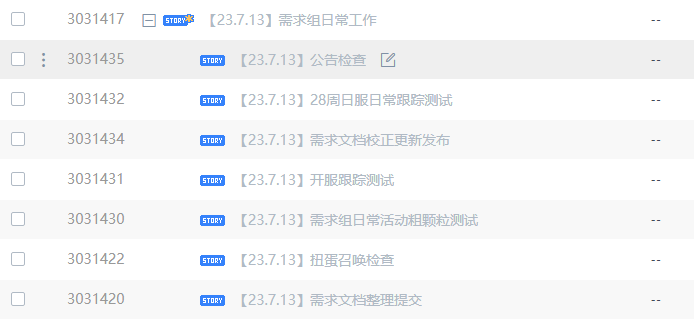 3031417 STORY 【23.7.13】需求组日常工作 --
3031435 STORY 【23.7.13】公告检查 --
3031432 STORY 【23.7.13】28周日服日常跟踪测试 --
3031434 STORY 【23.7.13】需求文档校正更新发布 --
3031431 STORY 【23.7.13】开服跟踪测试 --
3031430 STORY 【23.7.13】需求组日常活动粗颗粒测试 --
3031422 STORY 【23.7.13】扭蛋召唤检查 --
3031420 STORY 【23.7.13】需求文档整理提交 --